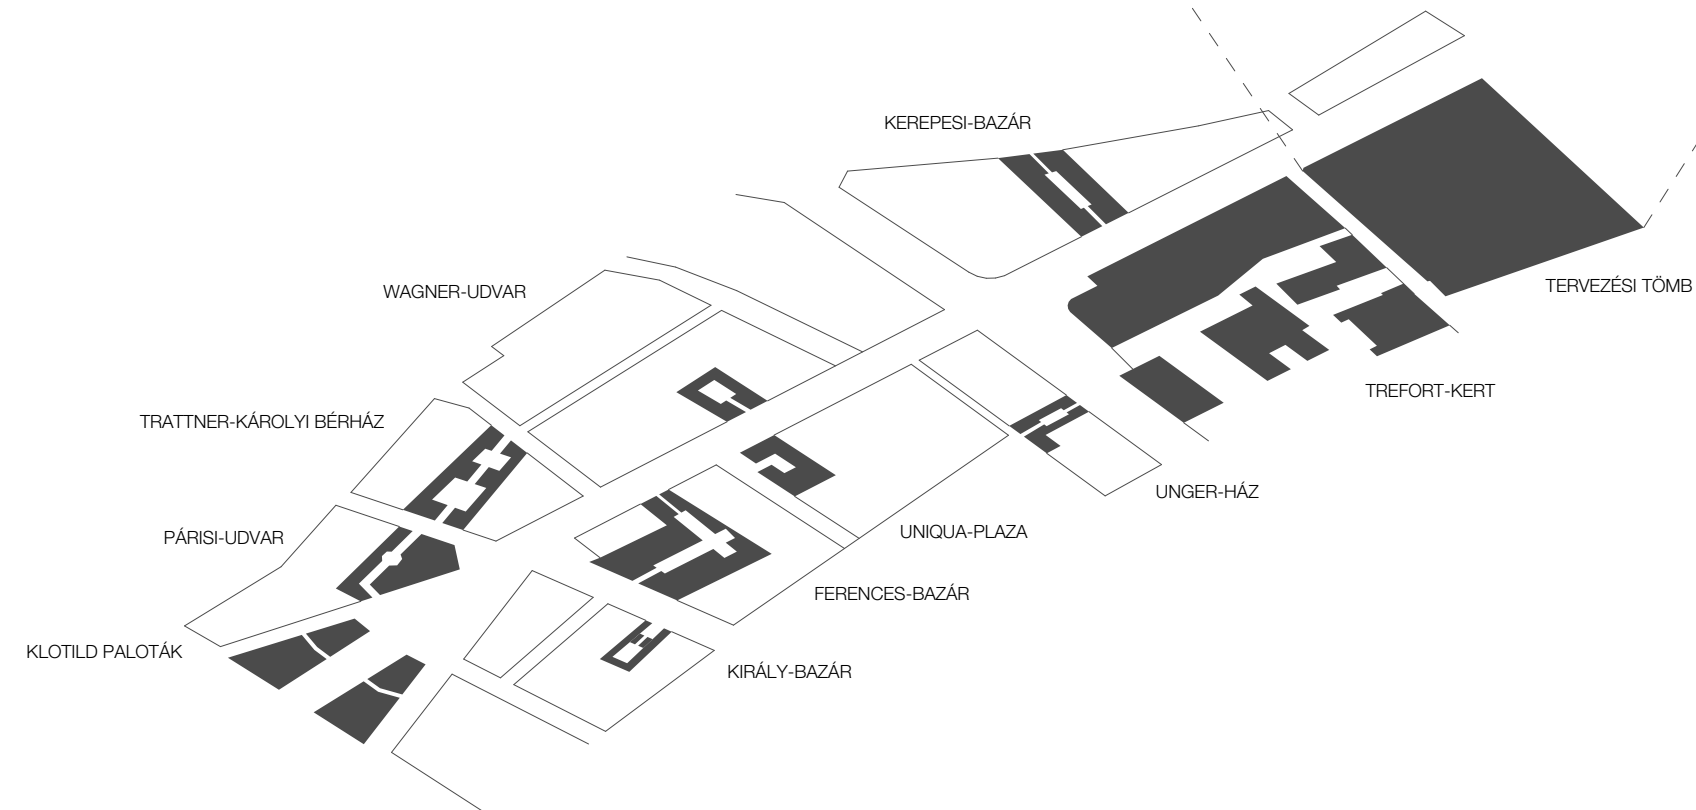 KEREPESI-BAZÁR
TERVEZÉSI TÖMB
WAGNER-UDVAR
TREFORT-KERT
TRATTNER-KÁROLYI BÉRHÁZ
UNGER-HÁZ
UNIQUA-PLAZA
PÁRISI-UDVAR
FERENCES-BAZÁR
KLOTILD PALOTÁK
KIRÁLY-BAZÁR